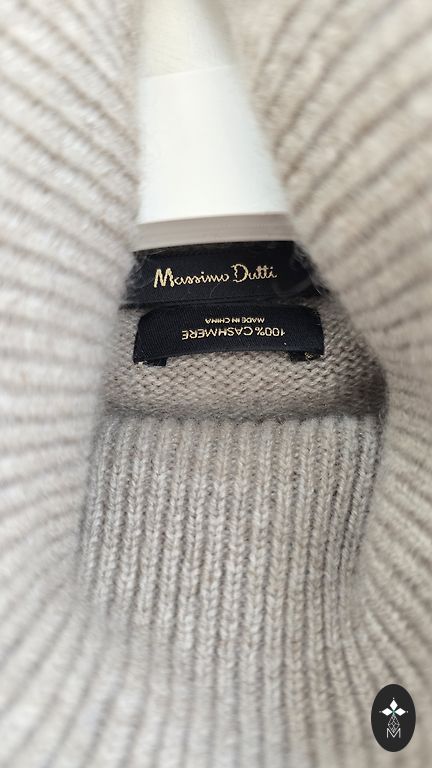 Massimo Dutti
100% CASHMERE
MADE IN CHINA
M